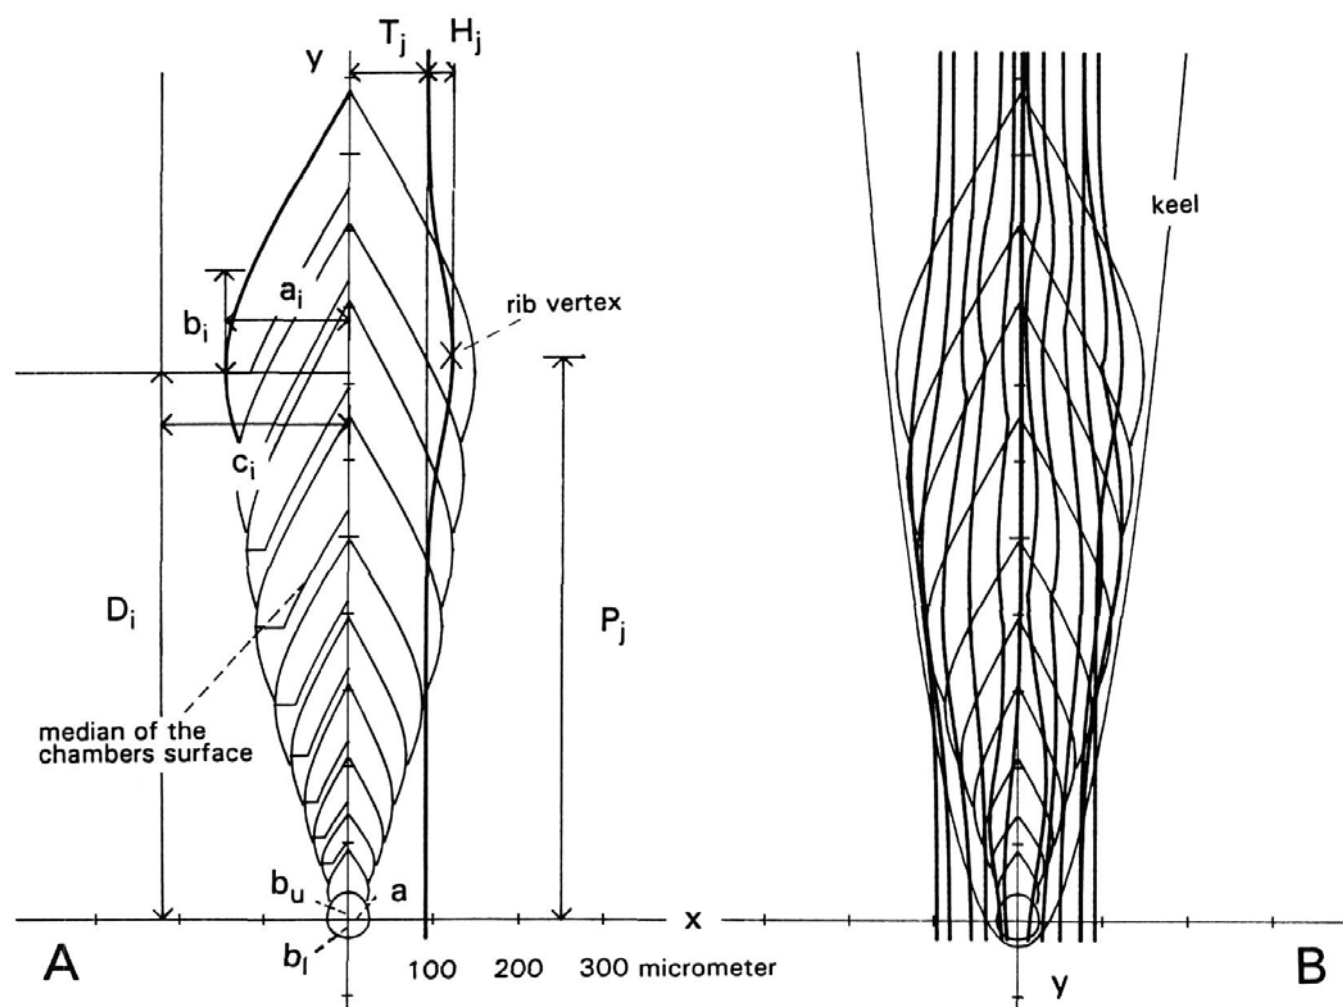 y
T_j
H_j
keel
a_i
b_i
rib vertex
c_i
D_i
P_j
median of the
chambers surface
b_u
a
x
b_l
A
100 200 300 micrometer
y
B